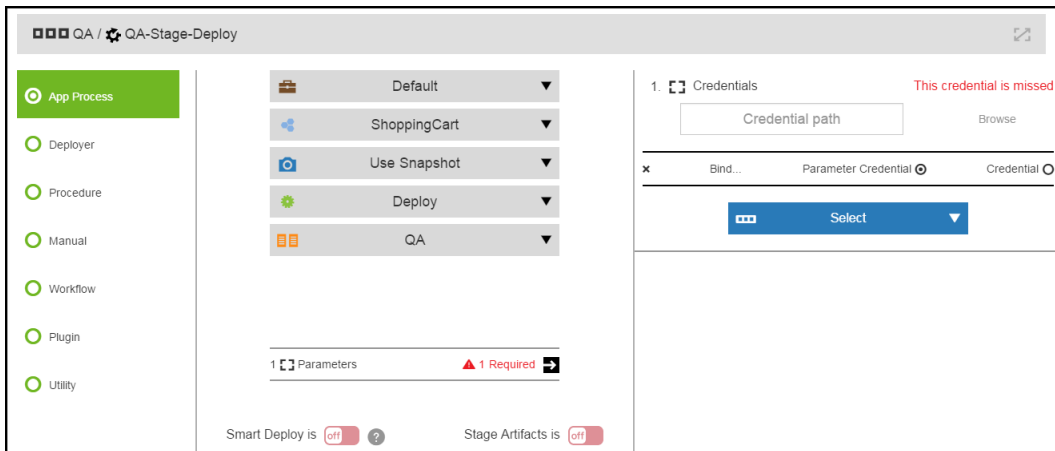 QA / QA-Stage-Deploy
App Process
Deployer
Procedure
Manual
Workflow
Plugin
Utility
Default
ShoppingCart
Use Snapshot
Deploy
QA
1 Parameters 1 Required
Smart Deploy is off ? Stage Artifacts is off
1. Credentials This credential is missed
Credential path Browse
× Bind... Parameter Credential Credential
Select